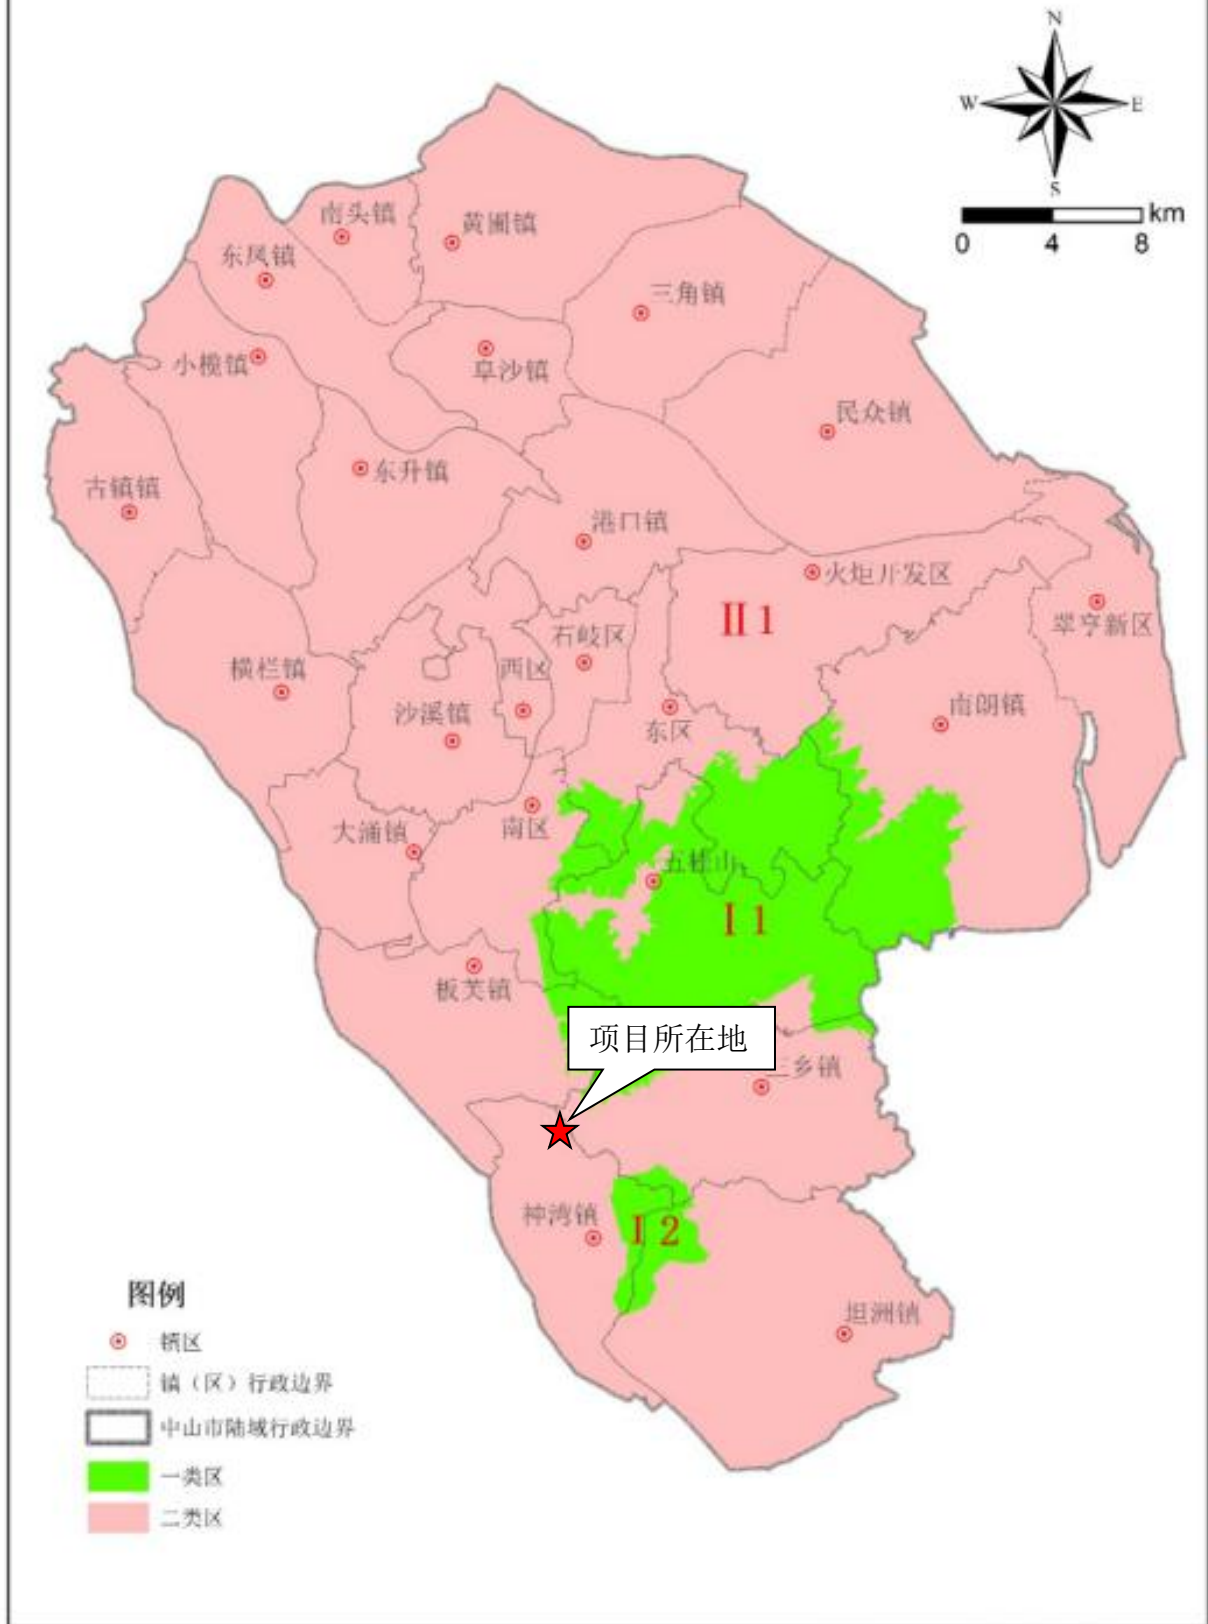 N
W E
S
km
0 4 8
南头镇
黄圃镇
东凤镇
三角镇
小榄镇
阜沙镇
民众镇
东升镇
古镇镇
港口镇
火炬开发区
II 1
翠亨新区
石岐区
西区
横栏镇
南朗镇
沙溪镇
东区
南区
大涌镇
五桂山
I 1
板芙镇
项目所在地
三乡镇
神湾镇
I 2
坦洲镇
图例
镇区
镇（区）行政边界
中山市陆域行政边界
一类区
二类区